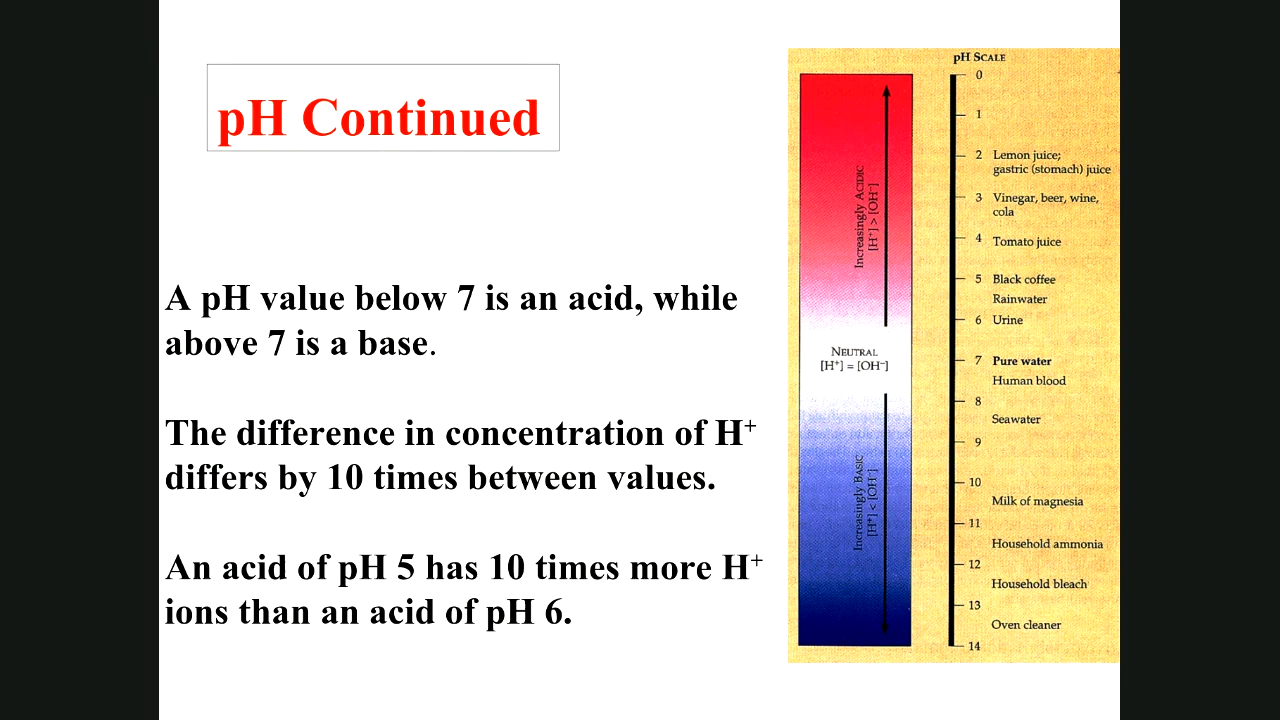 pH Continued
A pH value below 7 is an acid, while
above 7 is a base.
The difference in concentration of H⁺
differs by 10 times between values.
An acid of pH 5 has 10 times more H⁺
ions than an acid of pH 6.
pH SCALE
0
1
2 Lemon juice;
gastric (stomach) juice
3 Vinegar, beer, wine,
cola
4 Tomato juice
5 Black coffee
Rainwater
6 Urine
7 Pure water
Human blood
8
Seawater
9
10
Milk of magnesia
11
Household ammonia
12
Household bleach
13
Oven cleaner
14
Increasingly ACIDIC
[H⁺] > [OH⁻]
NEUTRAL
[H⁺] = [OH⁻]
Increasingly BASIC
[H⁺] < [OH⁻]